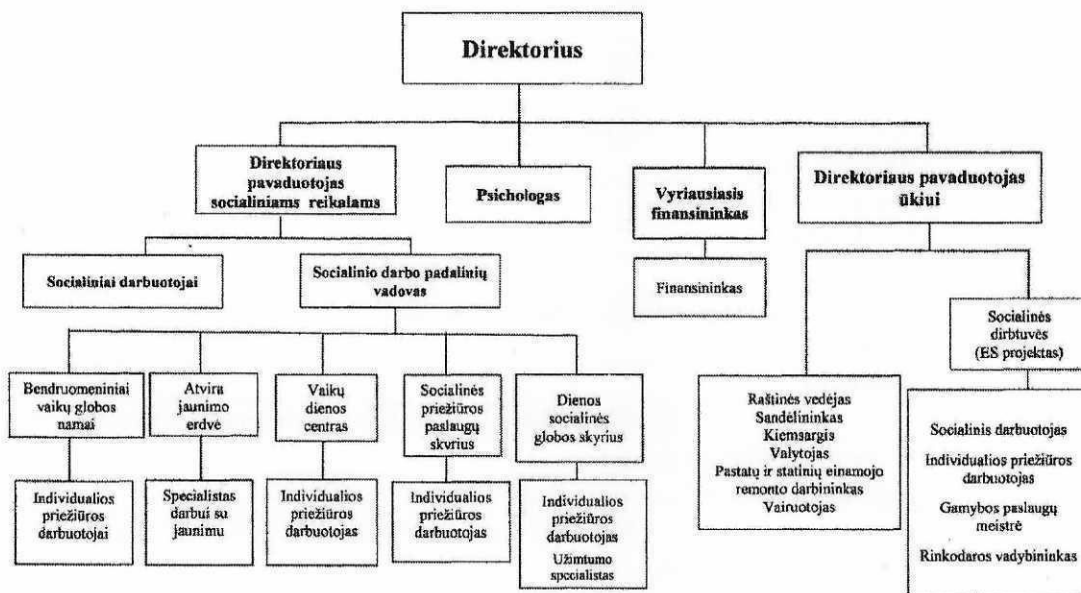 Direktorius
Direktoriaus
pavaduotojas
socialiniams reikalams
Psichologas
Vyriausiasis
finansininkas
Direktoriaus pavaduotojas
ūkiui
Socialiniai darbuotojai
Socialinio darbo padalinių
vadovas
Finansininkas
Socialinės
dirbtuvės
(ES projektas)
Bendruomeniniai
vaikų globos
namai
Atvira
jaunimo
erdvė
Vaikų
dienos
centras
Socialinės
priežiūros
paslaugų
skyrius
Dienos
socialinės
globos skyrius
Individualios
priežiūros
darbuotojai
Specialistas
darbui su
jaunimu
Individualios
priežiūros
darbuotojas
Individualios
priežiūros
darbuotojas
Individualios
priežiūros
darbuotojas
Užimtumo
specialistas
Raštinės vedėjas
Sandėlininkas
Kiemsargis
Valytojas
Pastatų ir statinių einamojo
remonto darbininkas
Vairuotojas
Socialinis darbuotojas
Individualios priežiūros
darbuotojas
Gamybos paslaugų
meistrė
Rinkodaros vadybininkas